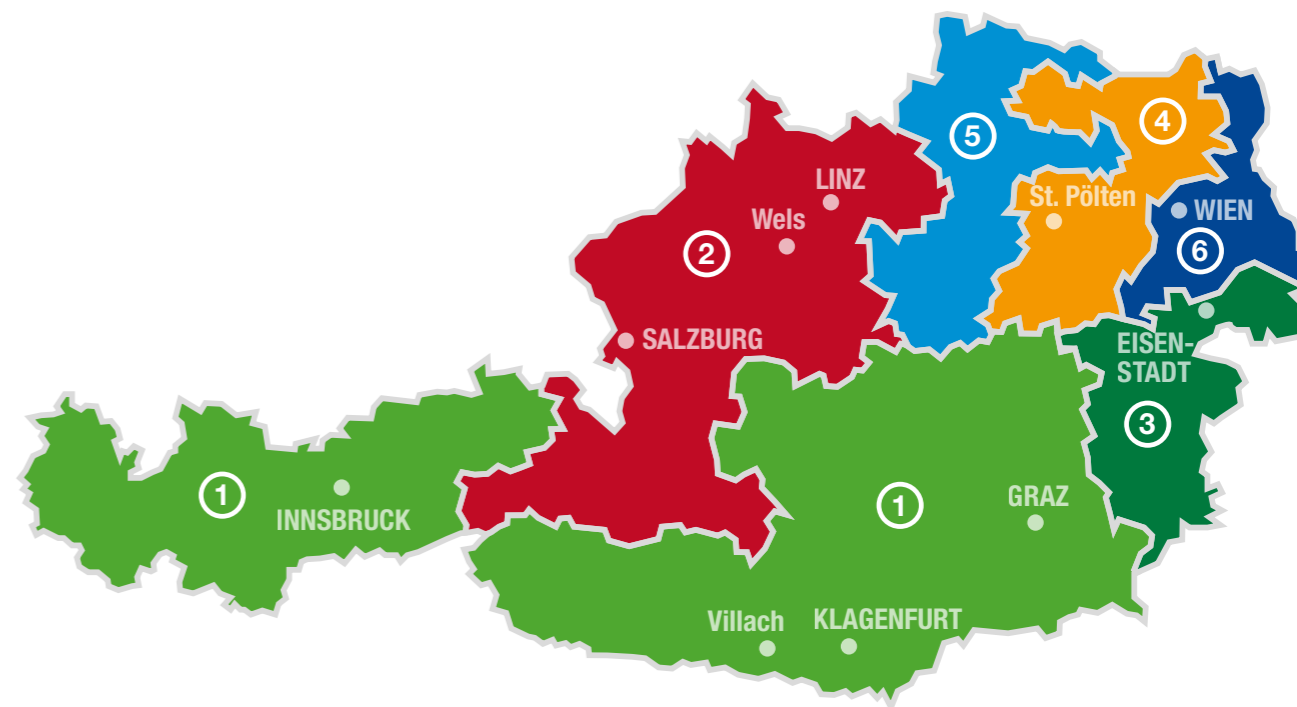 4
5
LINZ
St. Pölten
Wels
WIEN
2
6
SALZBURG
EISEN-
STADT
3
1
INNSBRUCK
1
GRAZ
Villach
KLAGENFURT